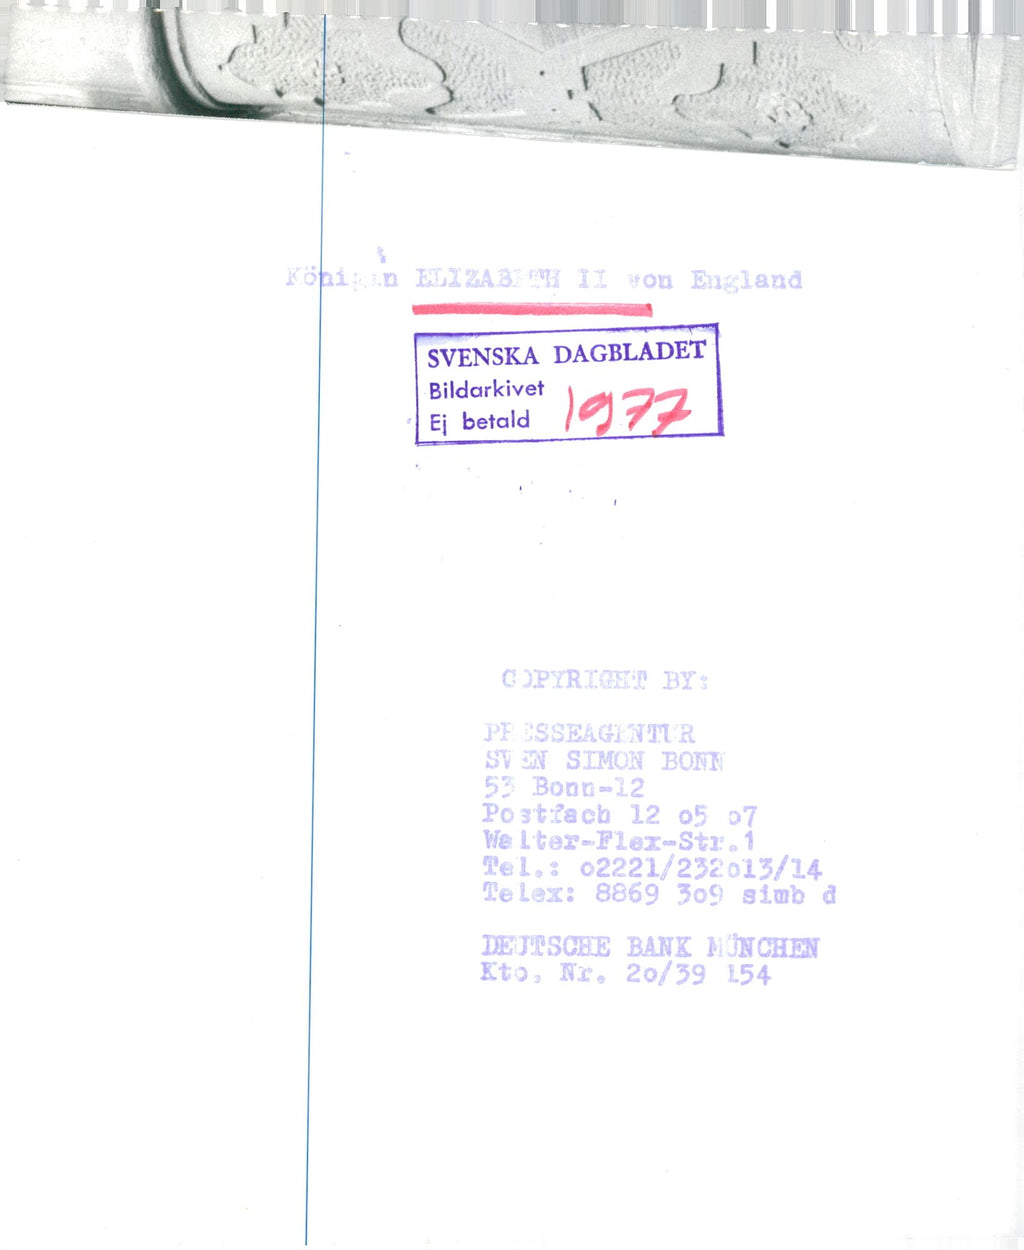 Königin ELIZABETH II von England
SVENSKA DAGBLADET
Bildarkivet
Ej betald
1977
COPYRIGHT BY:
PRESSEAGENTUR
SVEN SIMON BONN
53 Bonn-12
Postfach 12 o5 o7
Walter-Flex-Str.1
Tel.: o2221/232o13/14
Telex: 8869 3o9 simb d
DEUTSCHE BANK MÜNCHEN
Kto. Nr. 2o/39 154